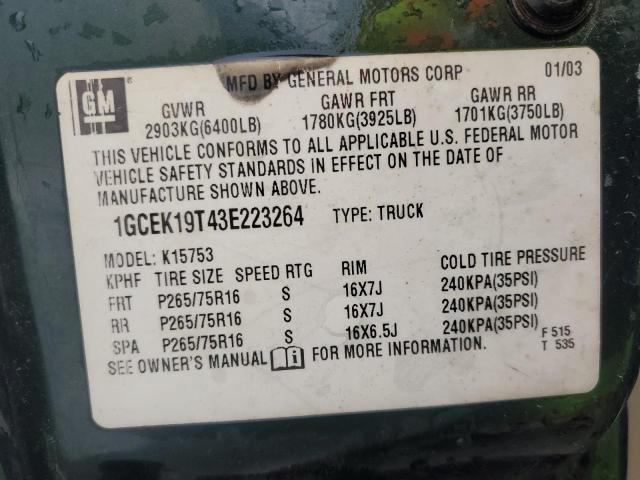 GM
MFD BY GENERAL MOTORS CORP 01/03
GVWR GAWR FRT GAWR RR
2903KG(6400LB) 1780KG(3925LB) 1701KG(3750LB)
THIS VEHICLE CONFORMS TO ALL APPLICABLE U.S. FEDERAL MOTOR
VEHICLE SAFETY STANDARDS IN EFFECT ON THE DATE OF
MANUFACTURE SHOWN ABOVE.
1GCEK19T43E223264 TYPE: TRUCK
MODEL: K15753
KPHF TIRE SIZE SPEED RTG RIM COLD TIRE PRESSURE
FRT P265/75R16 S 16X7J 240KPA(35PSI)
RR P265/75R16 S 16X7J 240KPA(35PSI)
SPA P265/75R16 S 16X6.5J 240KPA(35PSI)
F 515
T 535
SEE OWNER'S MANUAL i FOR MORE INFORMATION.